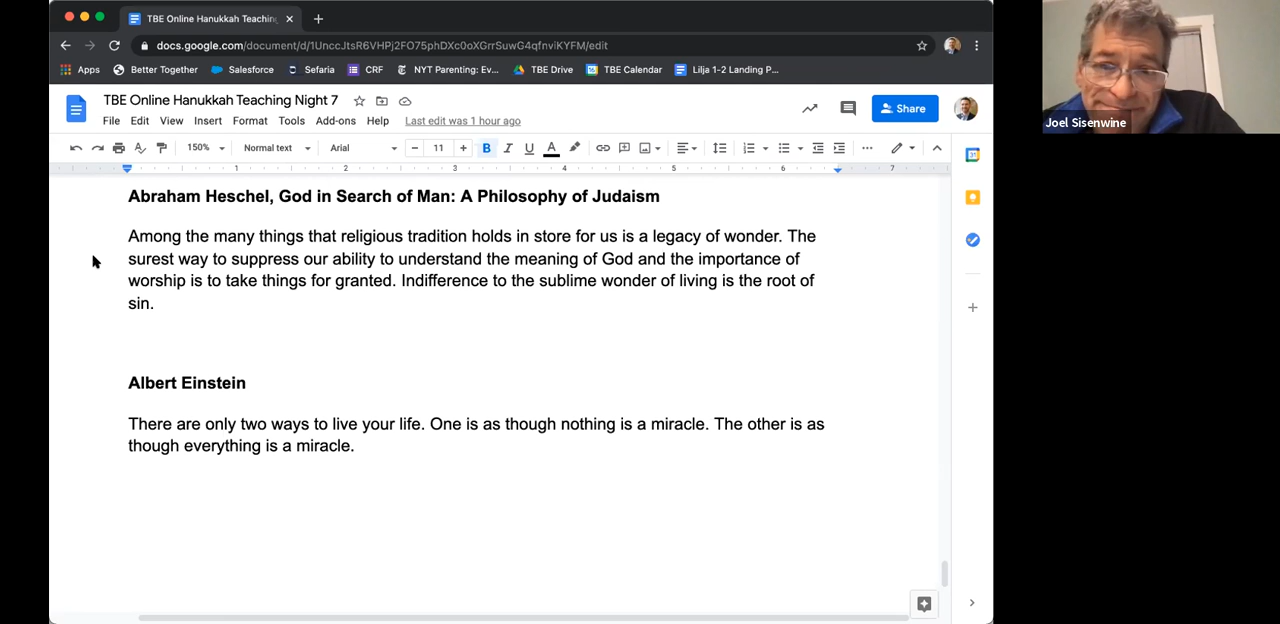 TBE Online Hanukkah Teaching
docs.google.com/document/d/1UnccJtsR6VHPj2FO75phDXc0oXGrrSuwG4qfnviKYFM/edit
Apps Better Together Salesforce Sefaria CRF NYT Parenting: Ev... TBE Drive TBE Calendar Lilja 1-2 Landing P...
TBE Online Hanukkah Teaching Night 7
Share
File Edit View Insert Format Tools Add-ons Help Last edit was 1 hour ago
150% Normal text Arial 11 B I U A
1 2 3 4 5 6 7
Abraham Heschel, God in Search of Man: A Philosophy of Judaism
Among the many things that religious tradition holds in store for us is a legacy of wonder. The
surest way to suppress our ability to understand the meaning of God and the importance of
worship is to take things for granted. Indifference to the sublime wonder of living is the root of
sin.
Albert Einstein
There are only two ways to live your life. One is as though nothing is a miracle. The other is as
though everything is a miracle.
Joel Sisenwine